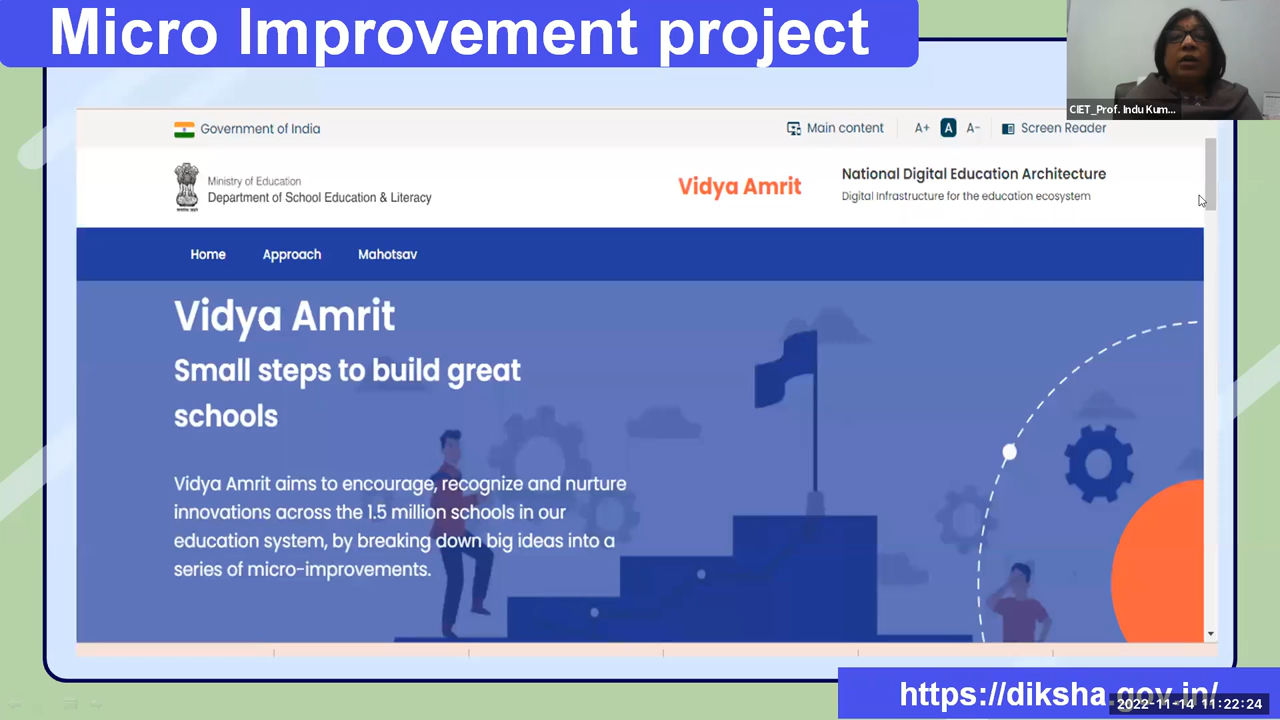 Micro Improvement project
CIET_Prof. Indu Kum...
Government of India
Main content
A+ A A-
Screen Reader
Ministry of Education
Department of School Education & Literacy
Vidya Amrit
National Digital Education Architecture
Digital Infrastructure for the education ecosystem
Home Approach Mahotsav
Vidya Amrit
Small steps to build great
schools
Vidya Amrit aims to encourage, recognize and nurture
innovations across the 1.5 million schools in our
education system, by breaking down big ideas into a
series of micro-improvements.
https://diksha.gov.in/
2022-11-14 11:22:24